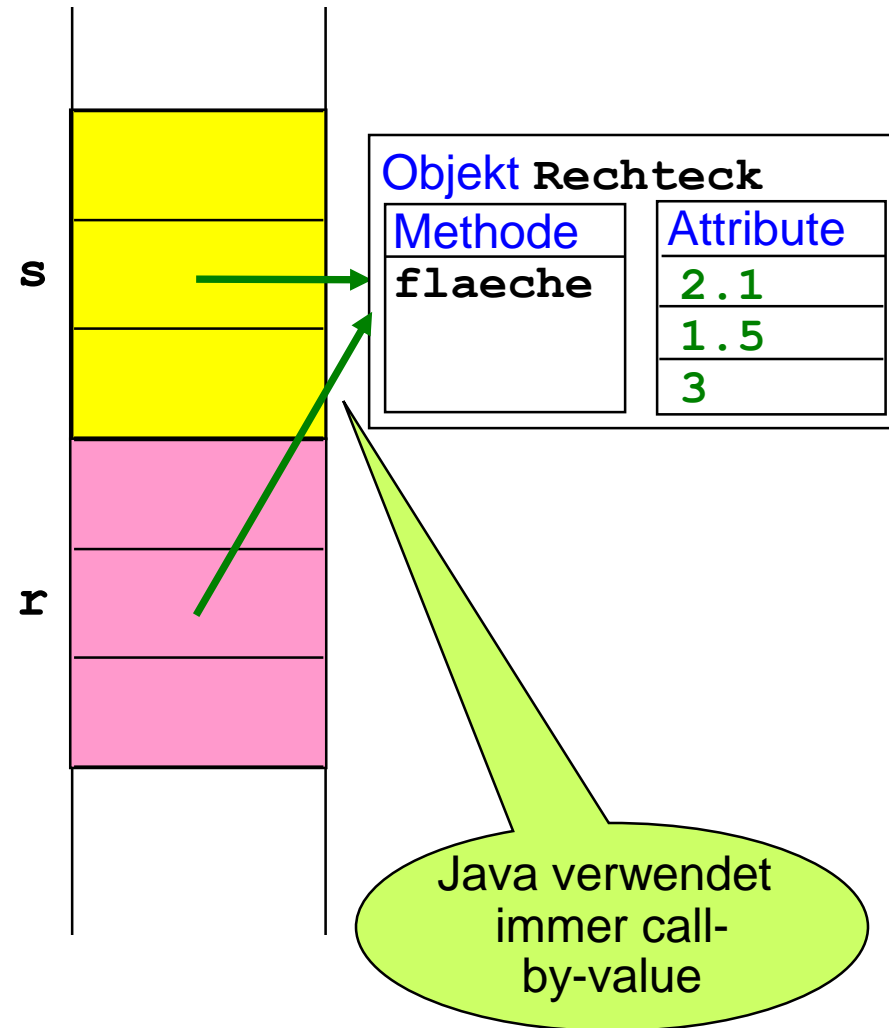 Objekt Rechteck
Methode
Attribute
s
flaeche
2.1
1.5
3
r
Java verwendet
immer call-
by-value